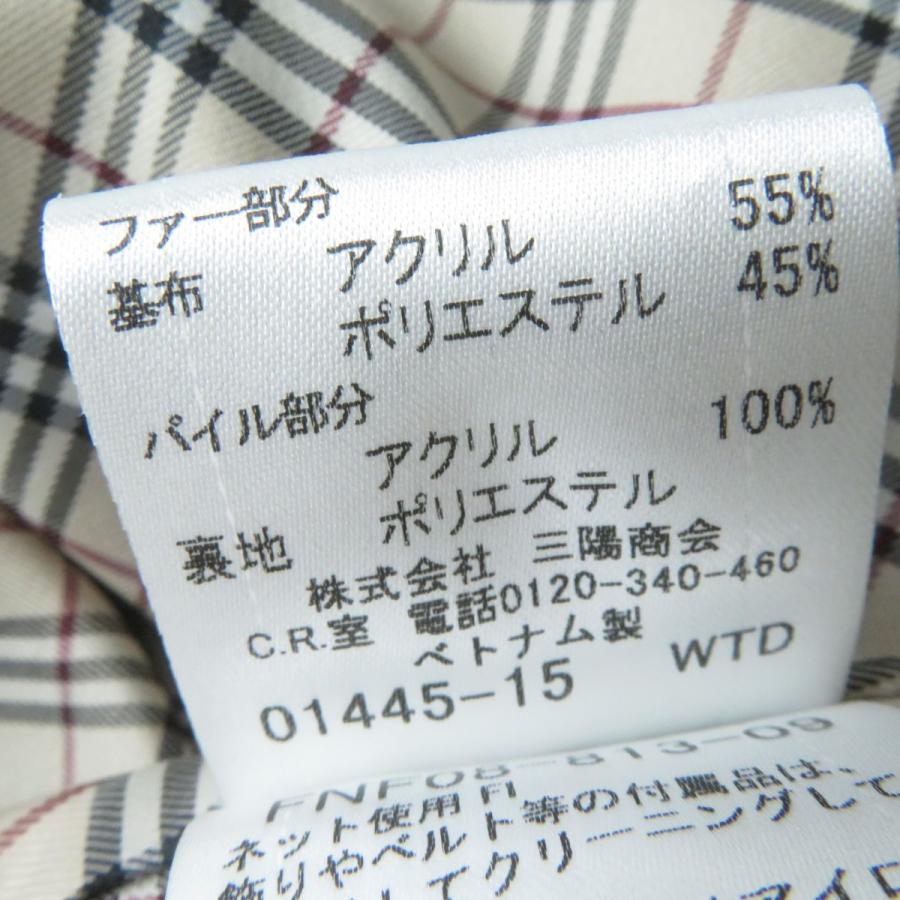 ファー部分
基布 アクリル 55%
ポリエステル 45%
パイル部分
アクリル 100%
裏地 ポリエステル
株式会社 三陽商会
C.R.室 電話0120-340-460
ベトナム製
01445-15 WTD
FNF08-813-09
ネット使用
飾りやベルト等の付属品は、
してクリーニングして